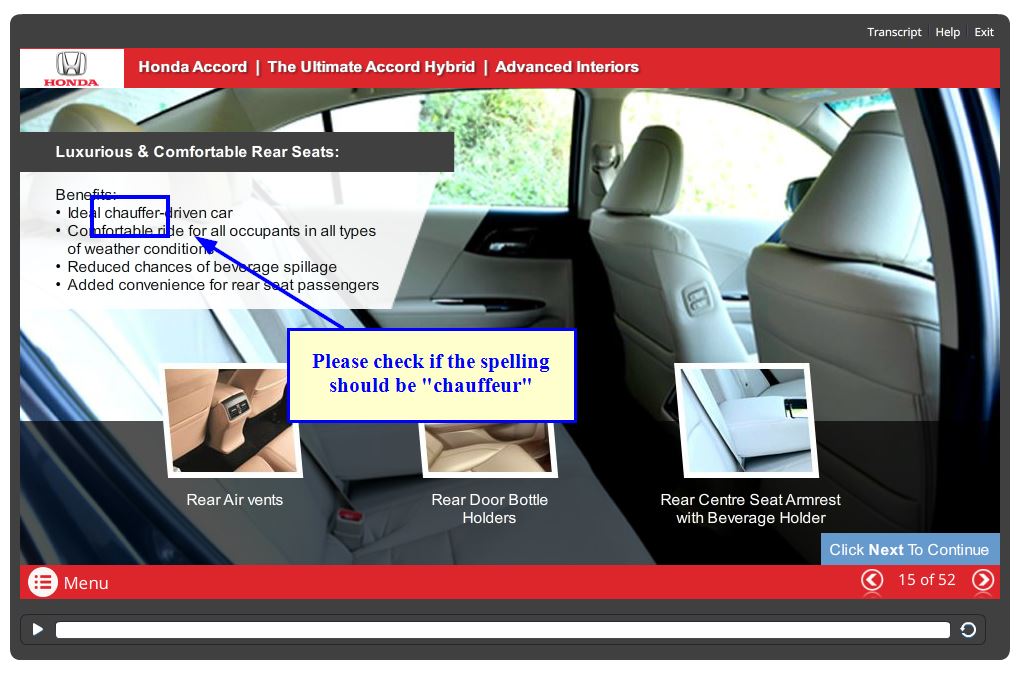 Transcript | Help | Exit
HONDA
Honda Accord | The Ultimate Accord Hybrid | Advanced Interiors
Luxurious & Comfortable Rear Seats:
Benefits:
• Ideal chauffer-driven car
• Comfortable ride for all occupants in all types
of weather conditions
• Reduced chances of beverage spillage
• Added convenience for rear seat passengers
Please check if the spelling
should be "chauffeur"
Rear Air vents
Rear Door Bottle
Holders
Rear Centre Seat Armrest
with Beverage Holder
Click Next To Continue
Menu
15 of 52